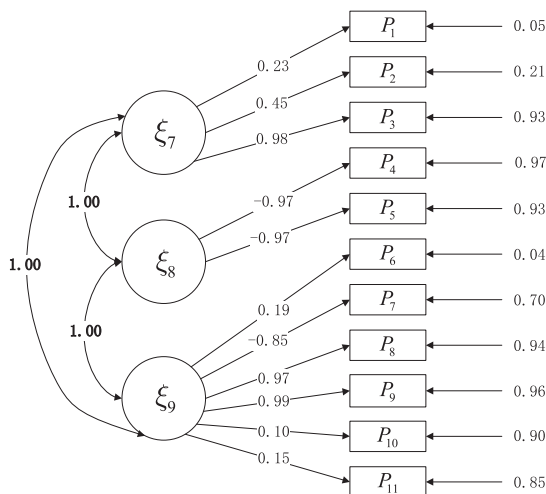 0.23 P₁ 0.05
0.45 P₂ 0.21
ξ₇ 0.98 P₃ 0.93
-0.97 P₄ 0.97
1.00 -0.97 P₅ 0.93
ξ₈
1.00
0.19 P₆ 0.04
1.00 -0.85 P₇ 0.70
0.97 P₈ 0.94
ξ₉ 0.99 P₉ 0.96
0.10 P₁₀ 0.90
0.15 P₁₁ 0.85